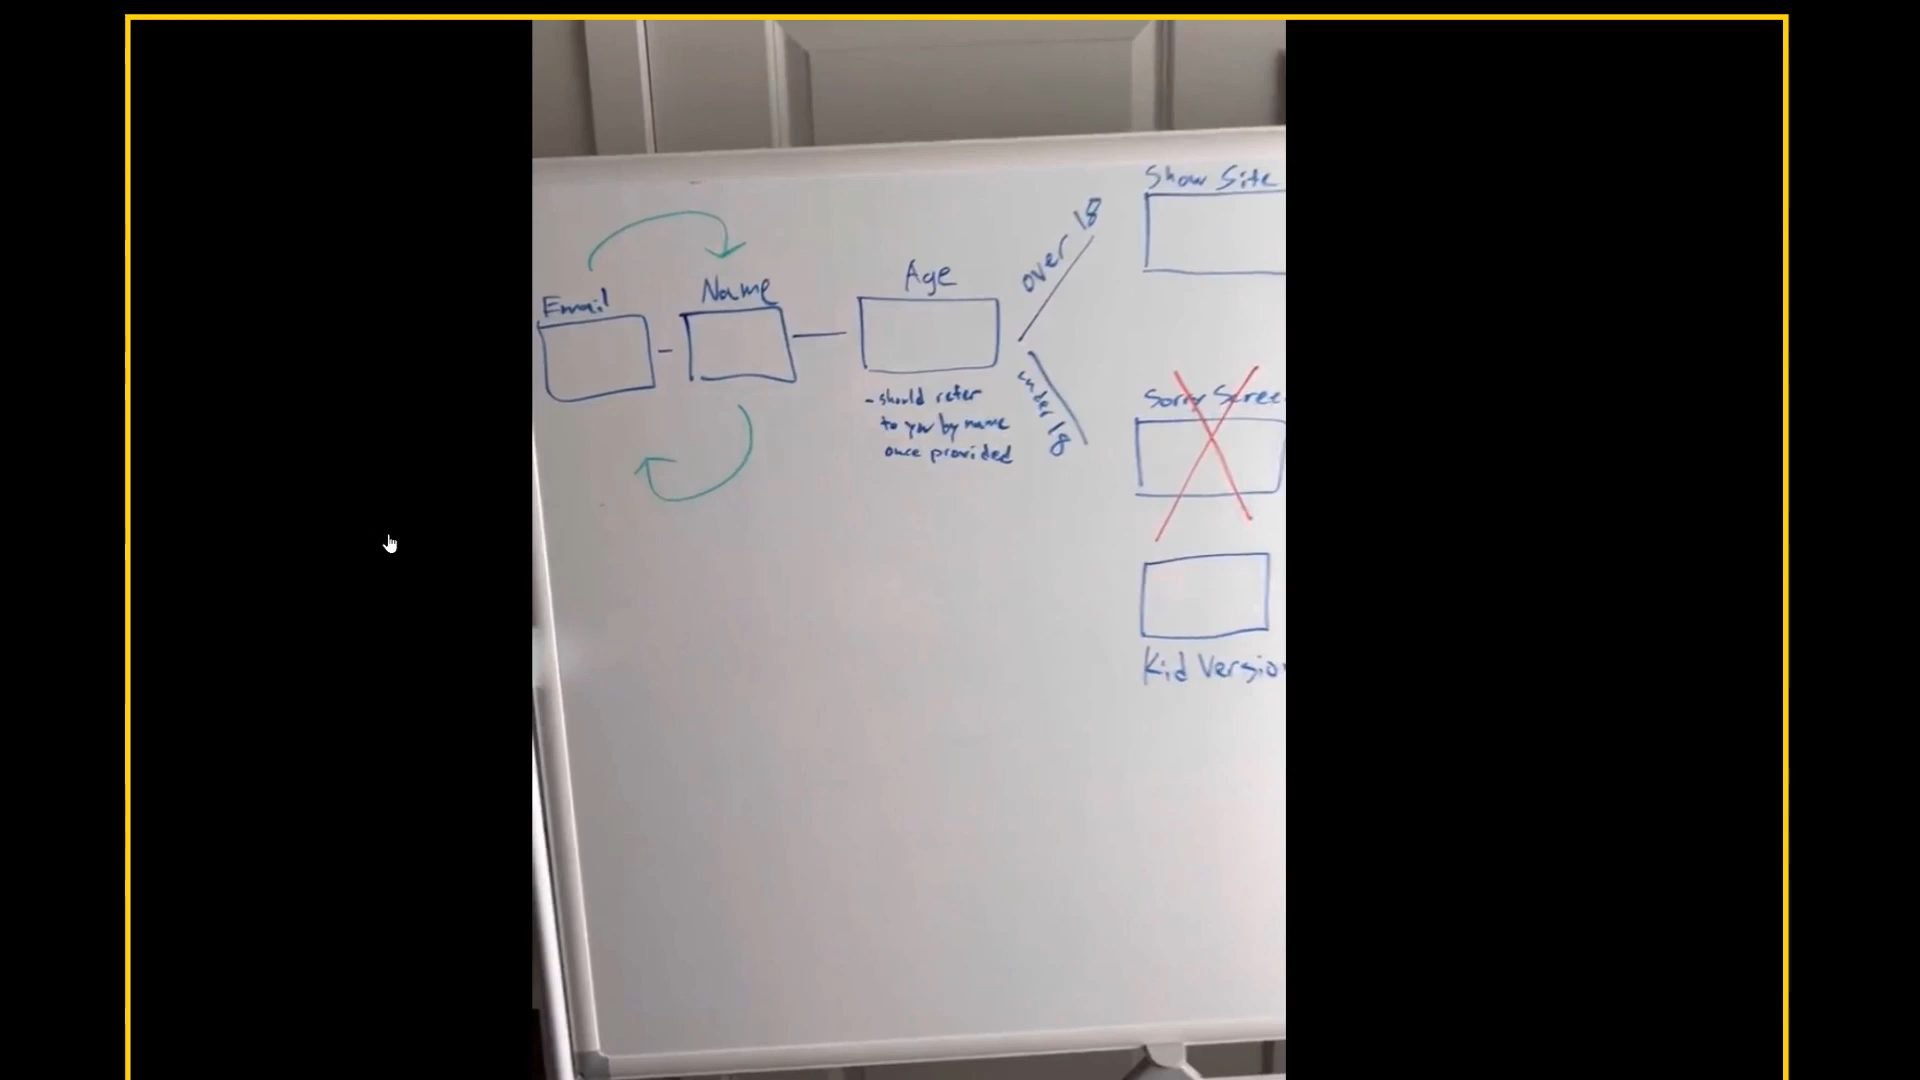 Show Site
over 18
Age
Name
Email
under 18
- should refer
to you by name
once provided
Sorry Scree
Kid Versio